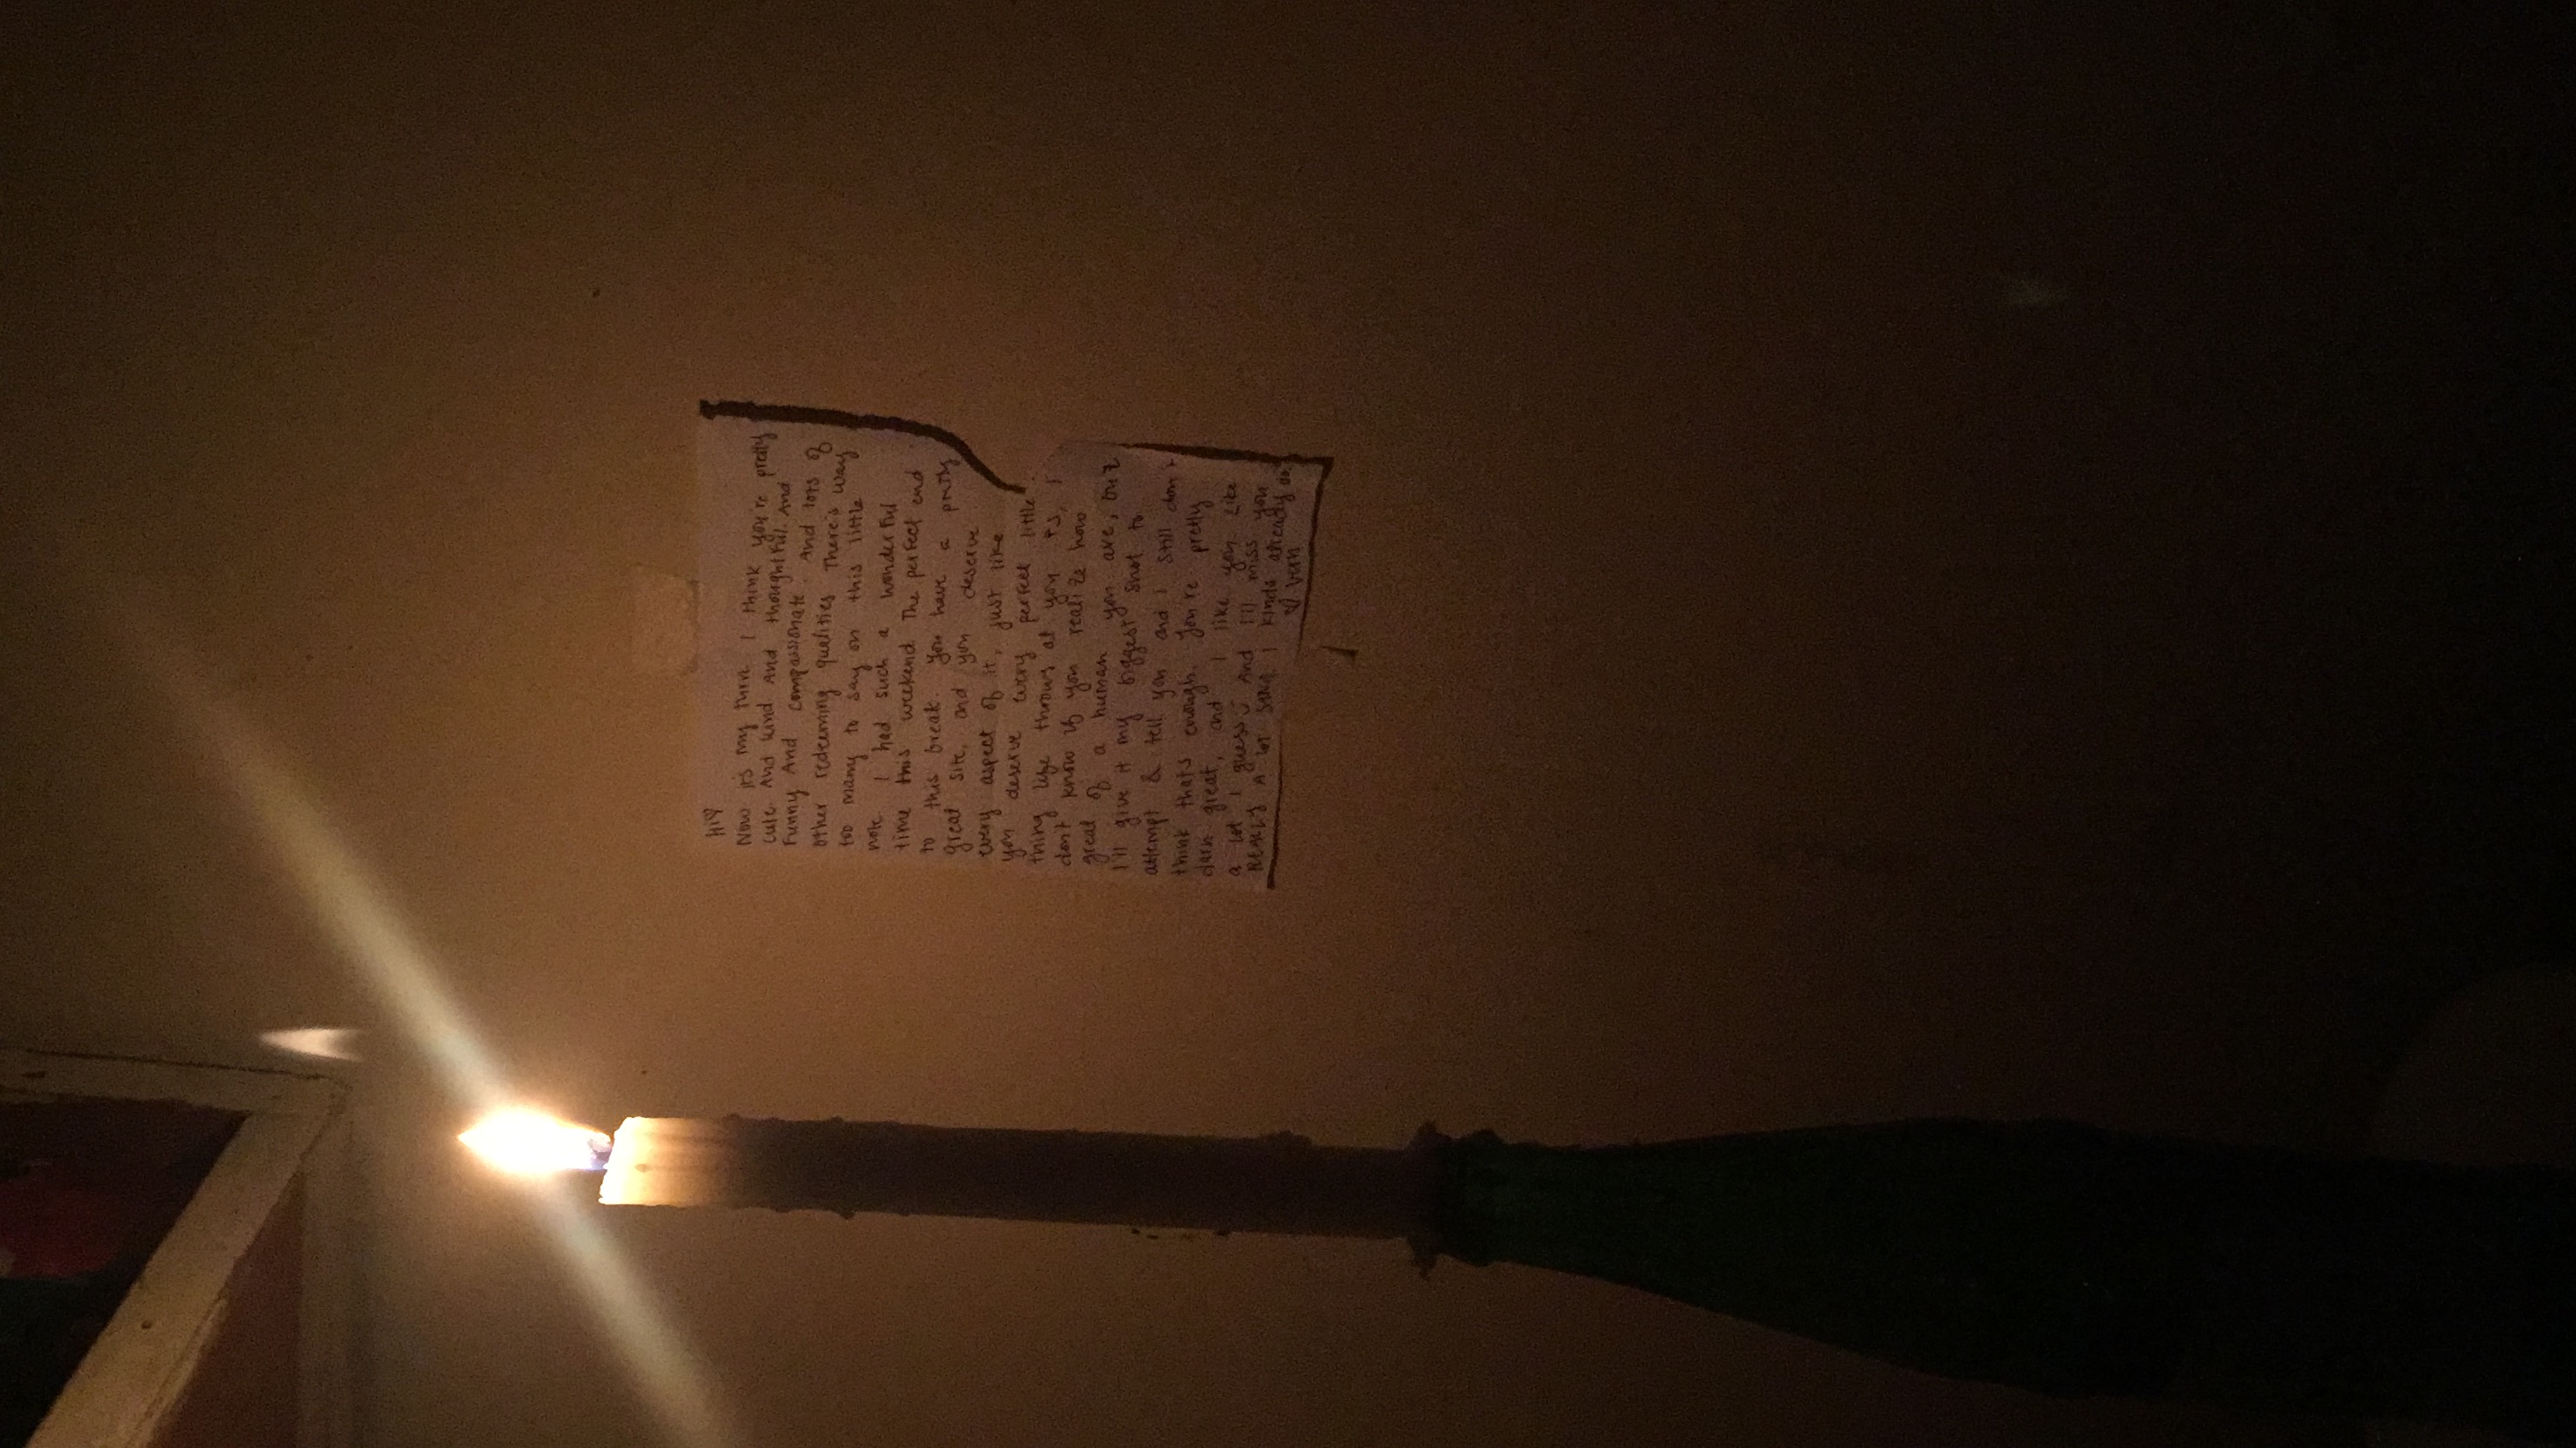 Hi♡
Now it's my turn. I think you're pretty
cute. And kind. And thoughtful. And
Funny And compassionate. And lots of
other redeeming qualities There's way
too many to say on this little
note. I had such a wonderful
time this weekend. The perfect end
to this break. You have a pretty
great site, and you deserve
every aspect of it, just like
you deserve every perfect little
thing life throws at you. PS, I
don't know if you realize how
great of a human you are, but
I'll give it my biggest shot to
attempt & tell you and I still don't
think that's enough. You're pretty
darn great, and I like you like
a lot I guess And I'll miss you
REALLY A lot I kinda already do.
♡ Vern